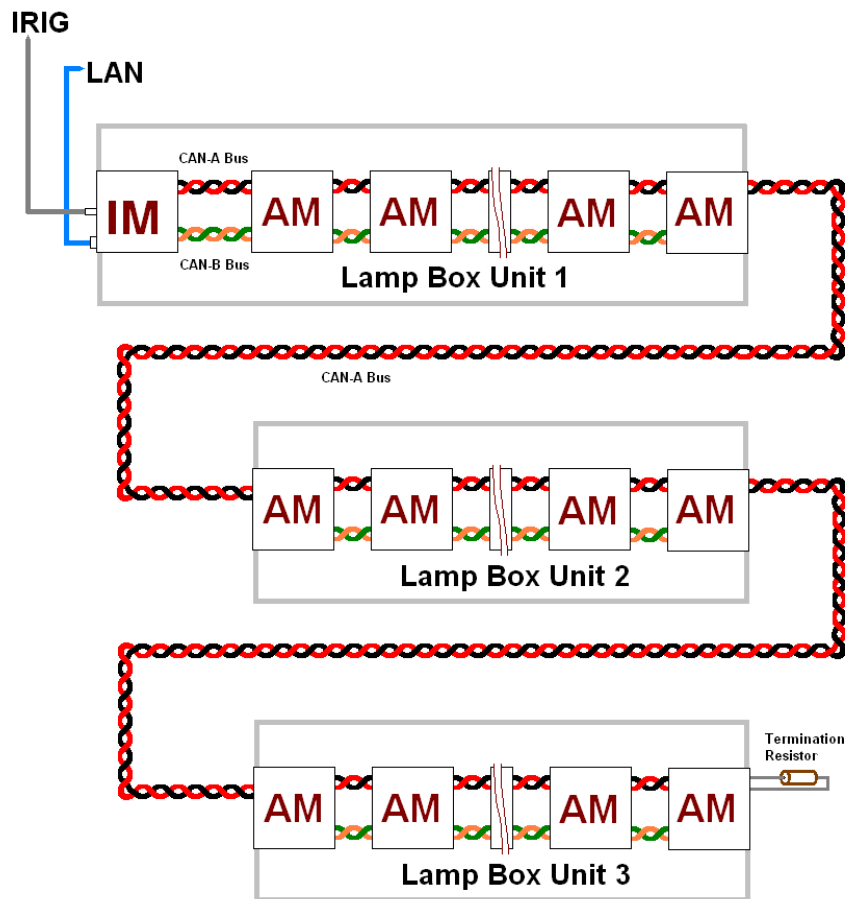 IRIG
LAN
CAN-A Bus
IM AM AM AM AM
CAN-B Bus
Lamp Box Unit 1
CAN-A Bus
AM AM AM AM
Lamp Box Unit 2
Termination
Resistor
AM AM AM AM
Lamp Box Unit 3